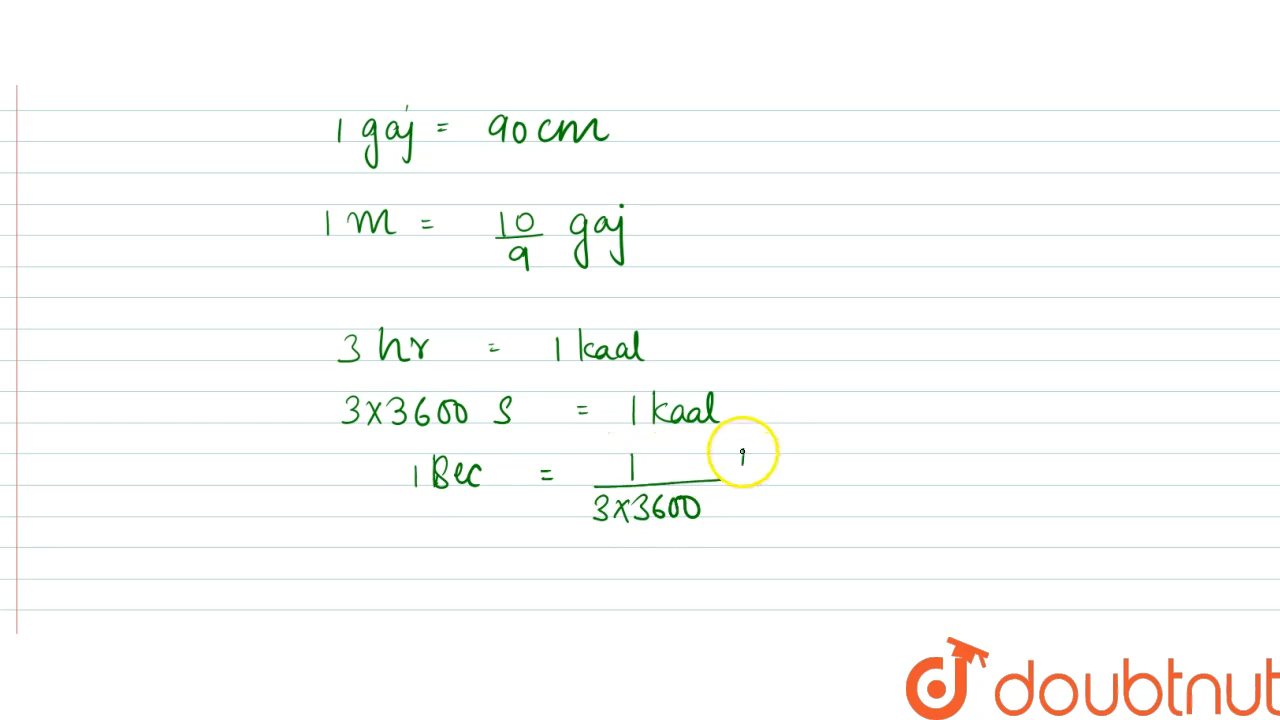 1 gaj = 90 cm
1 m = 10/9 gaj
3 hr = 1 kaal
3x3600 s = 1 kaal
1 sec = 1/3x3600
doubtnut